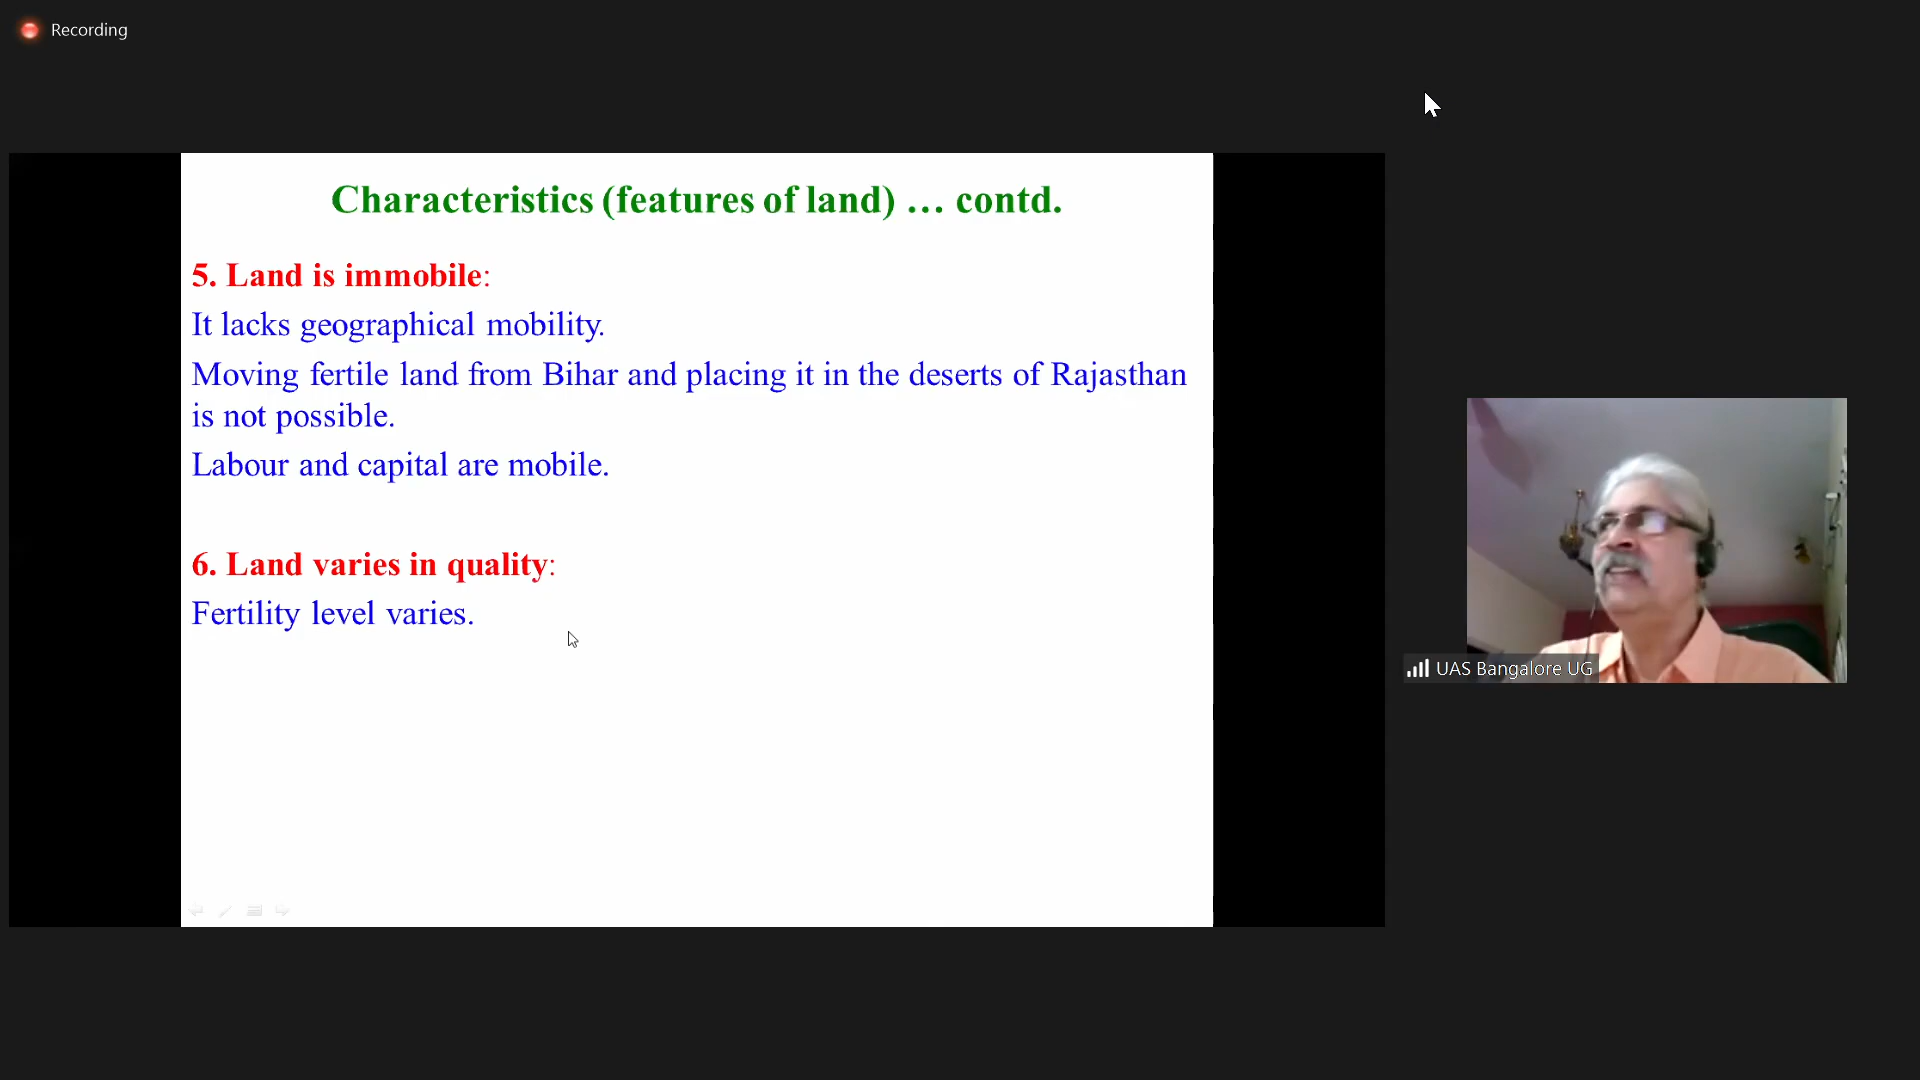 Recording
Characteristics (features of land) … contd.
5. Land is immobile:
It lacks geographical mobility.
Moving fertile land from Bihar and placing it in the deserts of Rajasthan
is not possible.
Labour and capital are mobile.
6. Land varies in quality:
Fertility level varies.
UAS Bangalore UG